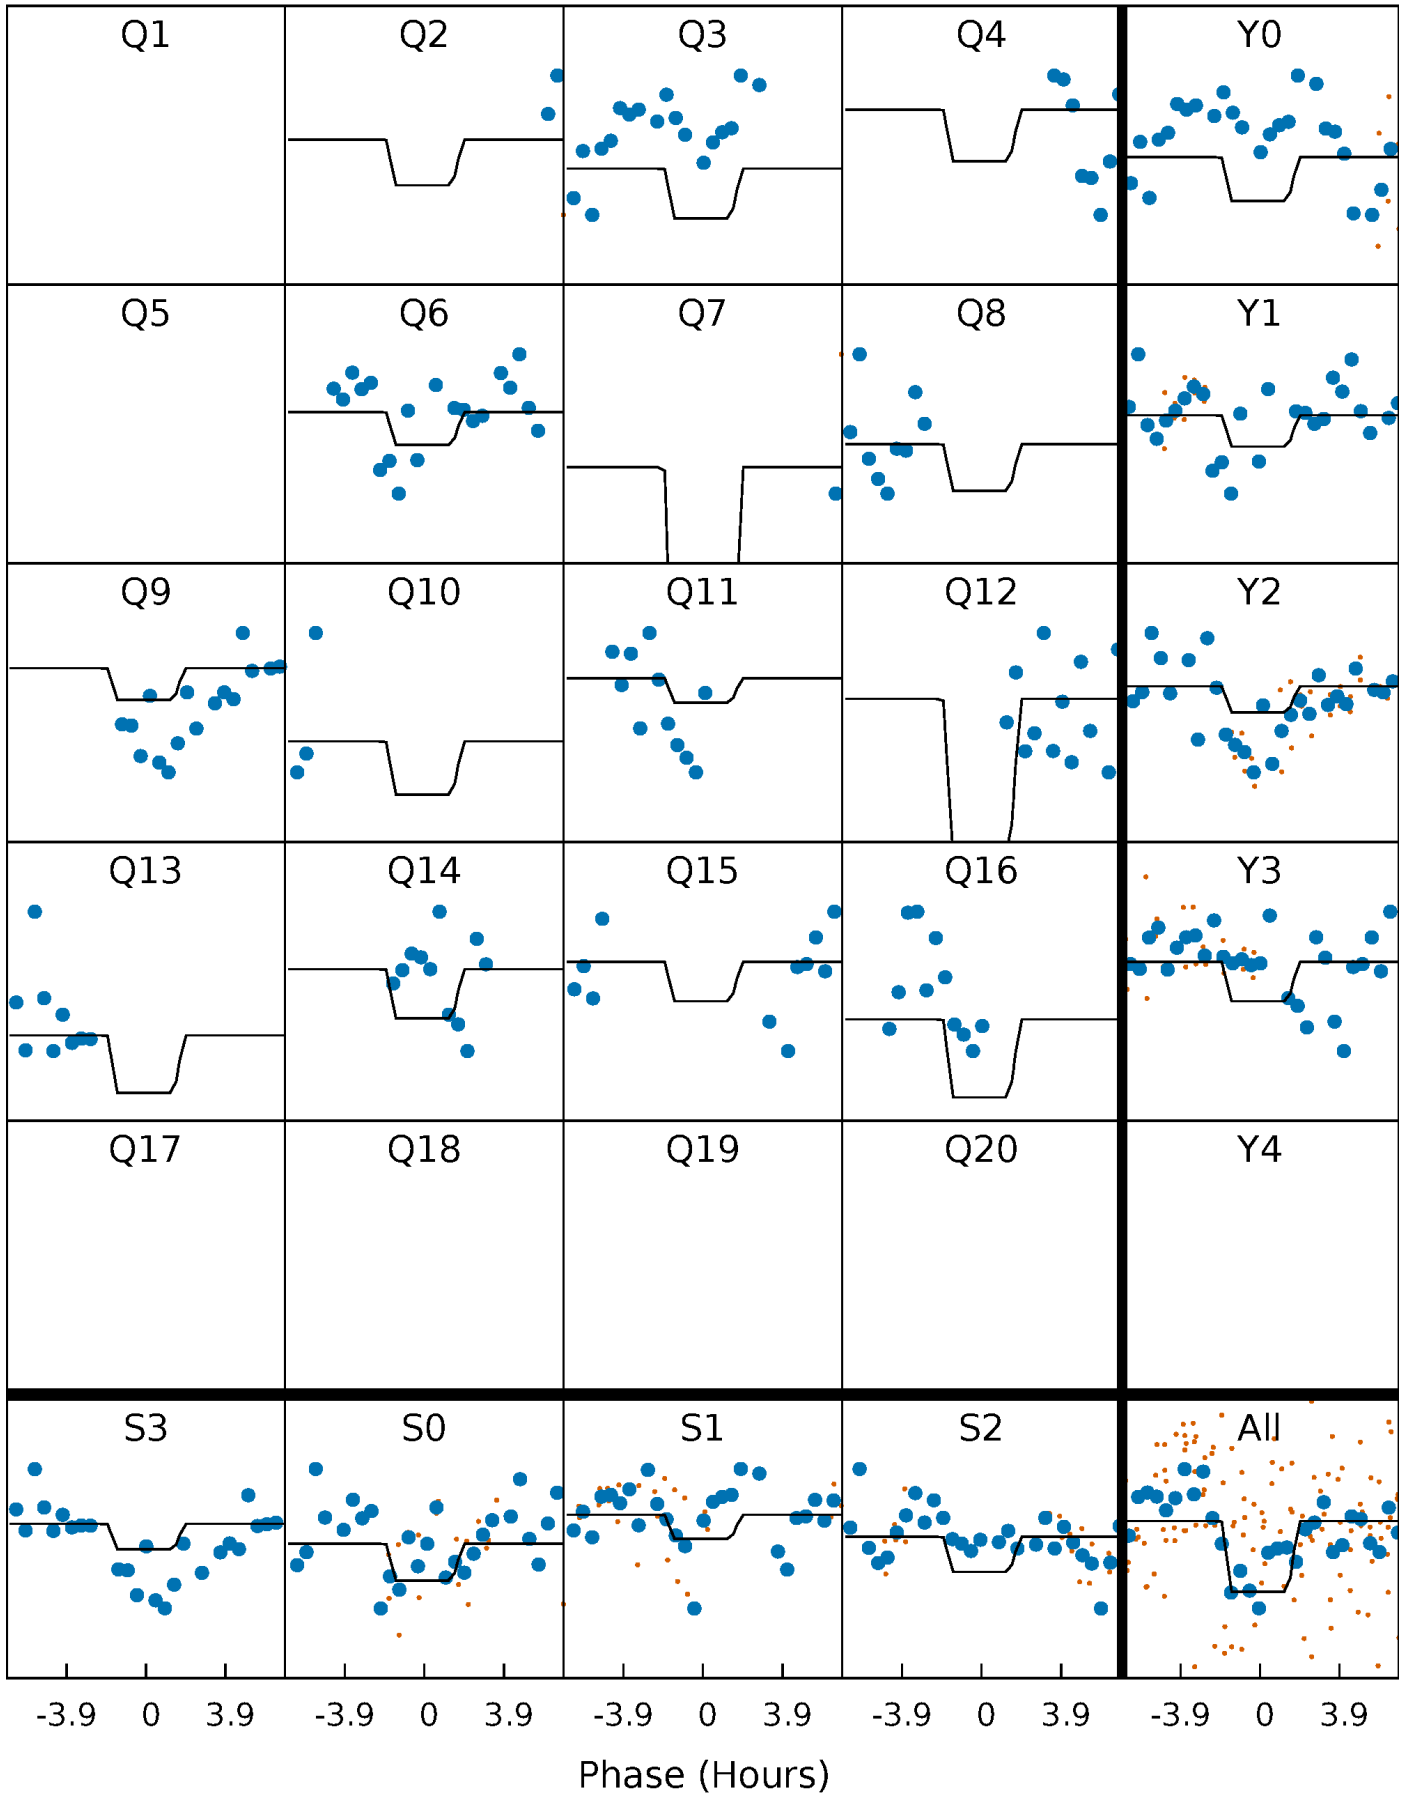 Q1 Q2 Q3 Q4 Y0
Q5 Q6 Q7 Q8 Y1
Q9 Q10 Q11 Q12 Y2
Q13 Q14 Q15 Q16 Y3
Q17 Q18 Q19 Q20 Y4
S3 S0 S1 S2 All
-3.9 0 3.9 -3.9 0 3.9 -3.9 0 3.9 -3.9 0 3.9 -3.9 0 3.9
Phase (Hours)